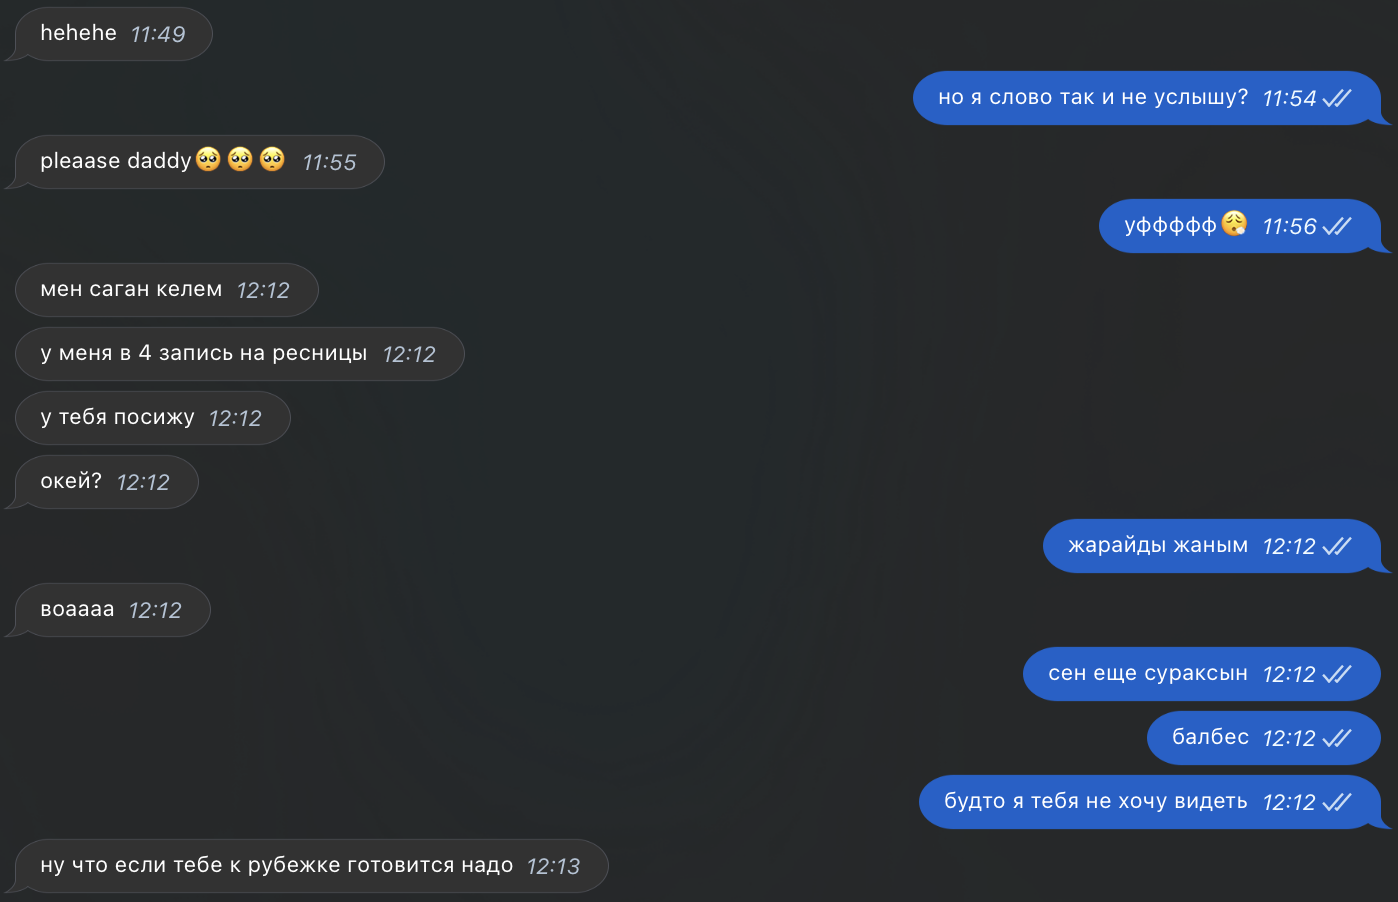 hehehe 11:49
но я слово так и не услышу? 11:54
pleaase daddy🥺🥺🥺 11:55
уффффф😮‍💨 11:56
мен саган келем 12:12
у меня в 4 запись на ресницы 12:12
у тебя посижу 12:12
окей? 12:12
жарайды жаным 12:12
воаааа 12:12
сен еще сураксын 12:12
балбес 12:12
будто я тебя не хочу видеть 12:12
ну что если тебе к рубежке готовится надо 12:13